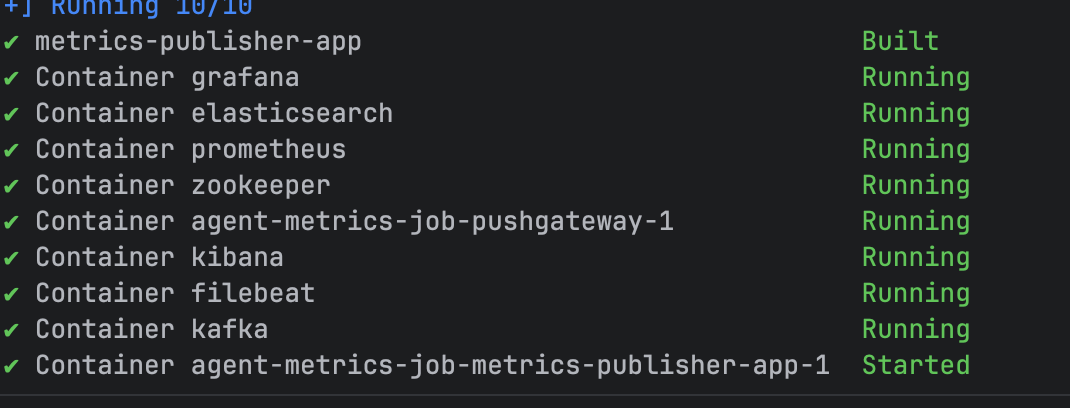 +] Running 10/10
✔ metrics-publisher-app Built
✔ Container grafana Running
✔ Container elasticsearch Running
✔ Container prometheus Running
✔ Container zookeeper Running
✔ Container agent-metrics-job-pushgateway-1 Running
✔ Container kibana Running
✔ Container filebeat Running
✔ Container kafka Running
✔ Container agent-metrics-job-metrics-publisher-app-1 Started